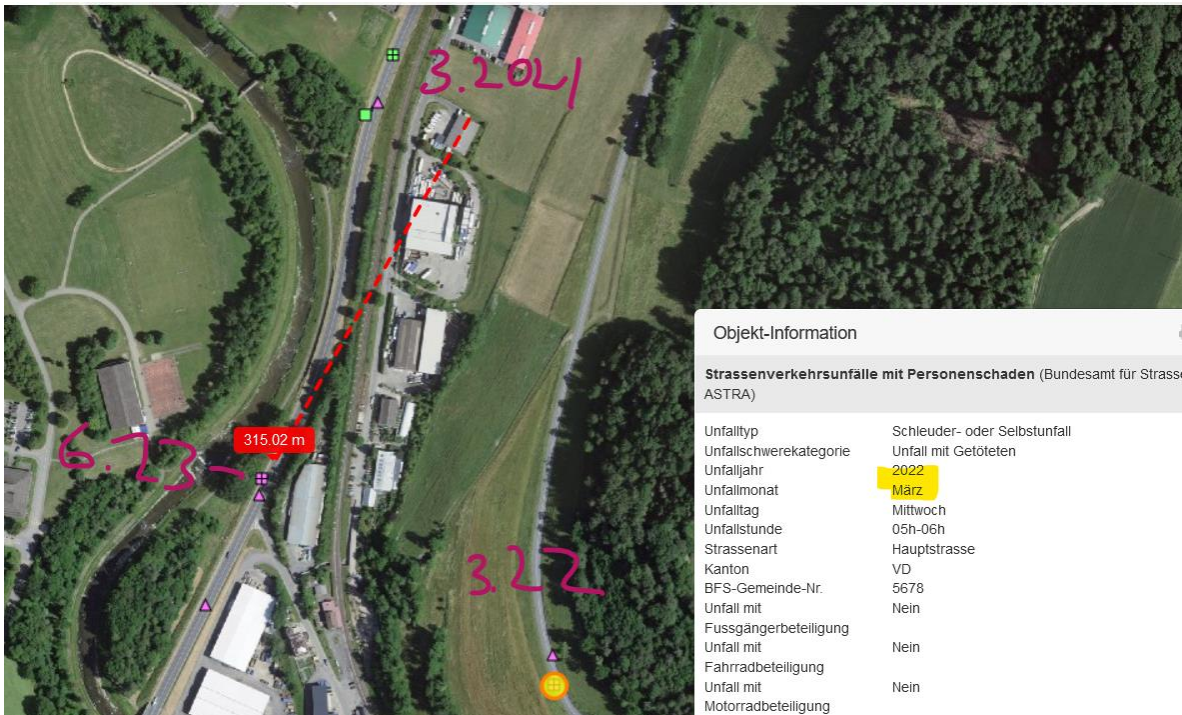 3.2021
315.02 m
6.23
3.22
Objekt-Information
Strassenverkehrsunfälle mit Personenschaden (Bundesamt für Strasse
ASTRA)
Unfalltyp Schleuder- oder Selbstunfall
Unfallschwerekategorie Unfall mit Getöteten
Unfalljahr 2022
Unfallmonat März
Unfalltag Mittwoch
Unfallstunde 05h-06h
Strassenart Hauptstrasse
Kanton VD
BFS-Gemeinde-Nr. 5678
Unfall mit Nein
Fussgängerbeteiligung
Unfall mit Nein
Fahrradbeteiligung
Unfall mit Nein
Motorradbeteiligung